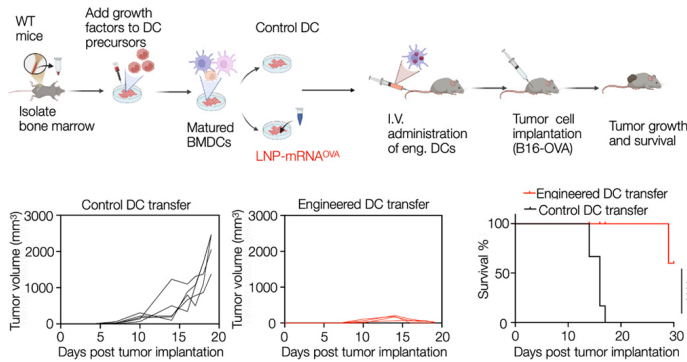 WT
mice
Isolate
bone marrow
Add growth
factors to DC
precursors
Matured
BMDCs
Control DC
LNP-mRNAOVA
I.V.
administration
of eng. DCs
Tumor cell
implantation
(B16-OVA)
Tumor growth
and survival
Control DC transfer
Tumor volume (mm³)
3000
2000
1000
0
0 5 10 15 20
Days post tumor implantation
Engineered DC transfer
Tumor volume (mm³)
3000
2000
1000
0
0 5 10 15 20
Days post tumor implantation
Engineered DC transfer
Control DC transfer
Survival %
100
50
0
0 10 20 30
Days post tumor implantation